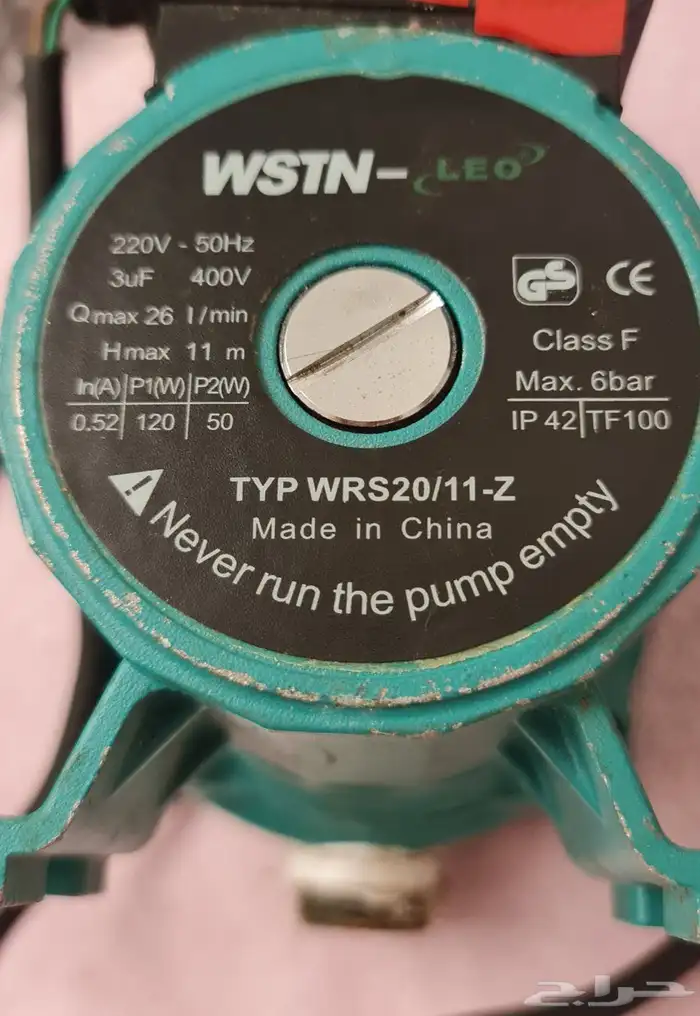 WSTN-LEO
220V - 50Hz
3uF 400V
Qmax 26 l/min
Hmax 11 m
In(A) P1(W) P2(W)
0.52 120 50
GS CE
Class F
Max. 6bar
IP 42 TF100
TYP WRS20/11-Z
Made in China
Never run the pump empty
حراج